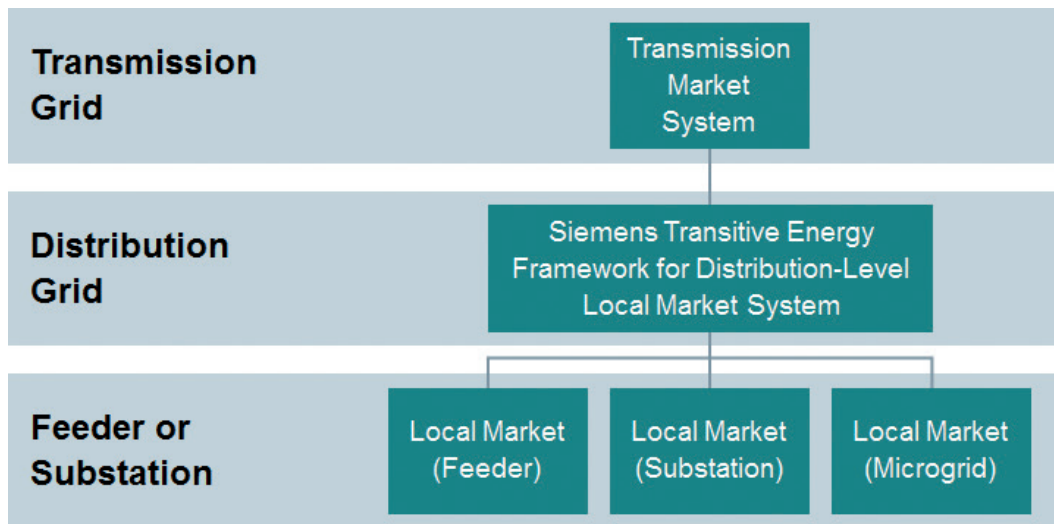 Transmission
Grid
Transmission
Market
System
Distribution
Grid
Siemens Transitive Energy
Framework for Distribution-Level
Local Market System
Feeder or
Substation
Local Market
(Feeder)
Local Market
(Substation)
Local Market
(Microgrid)